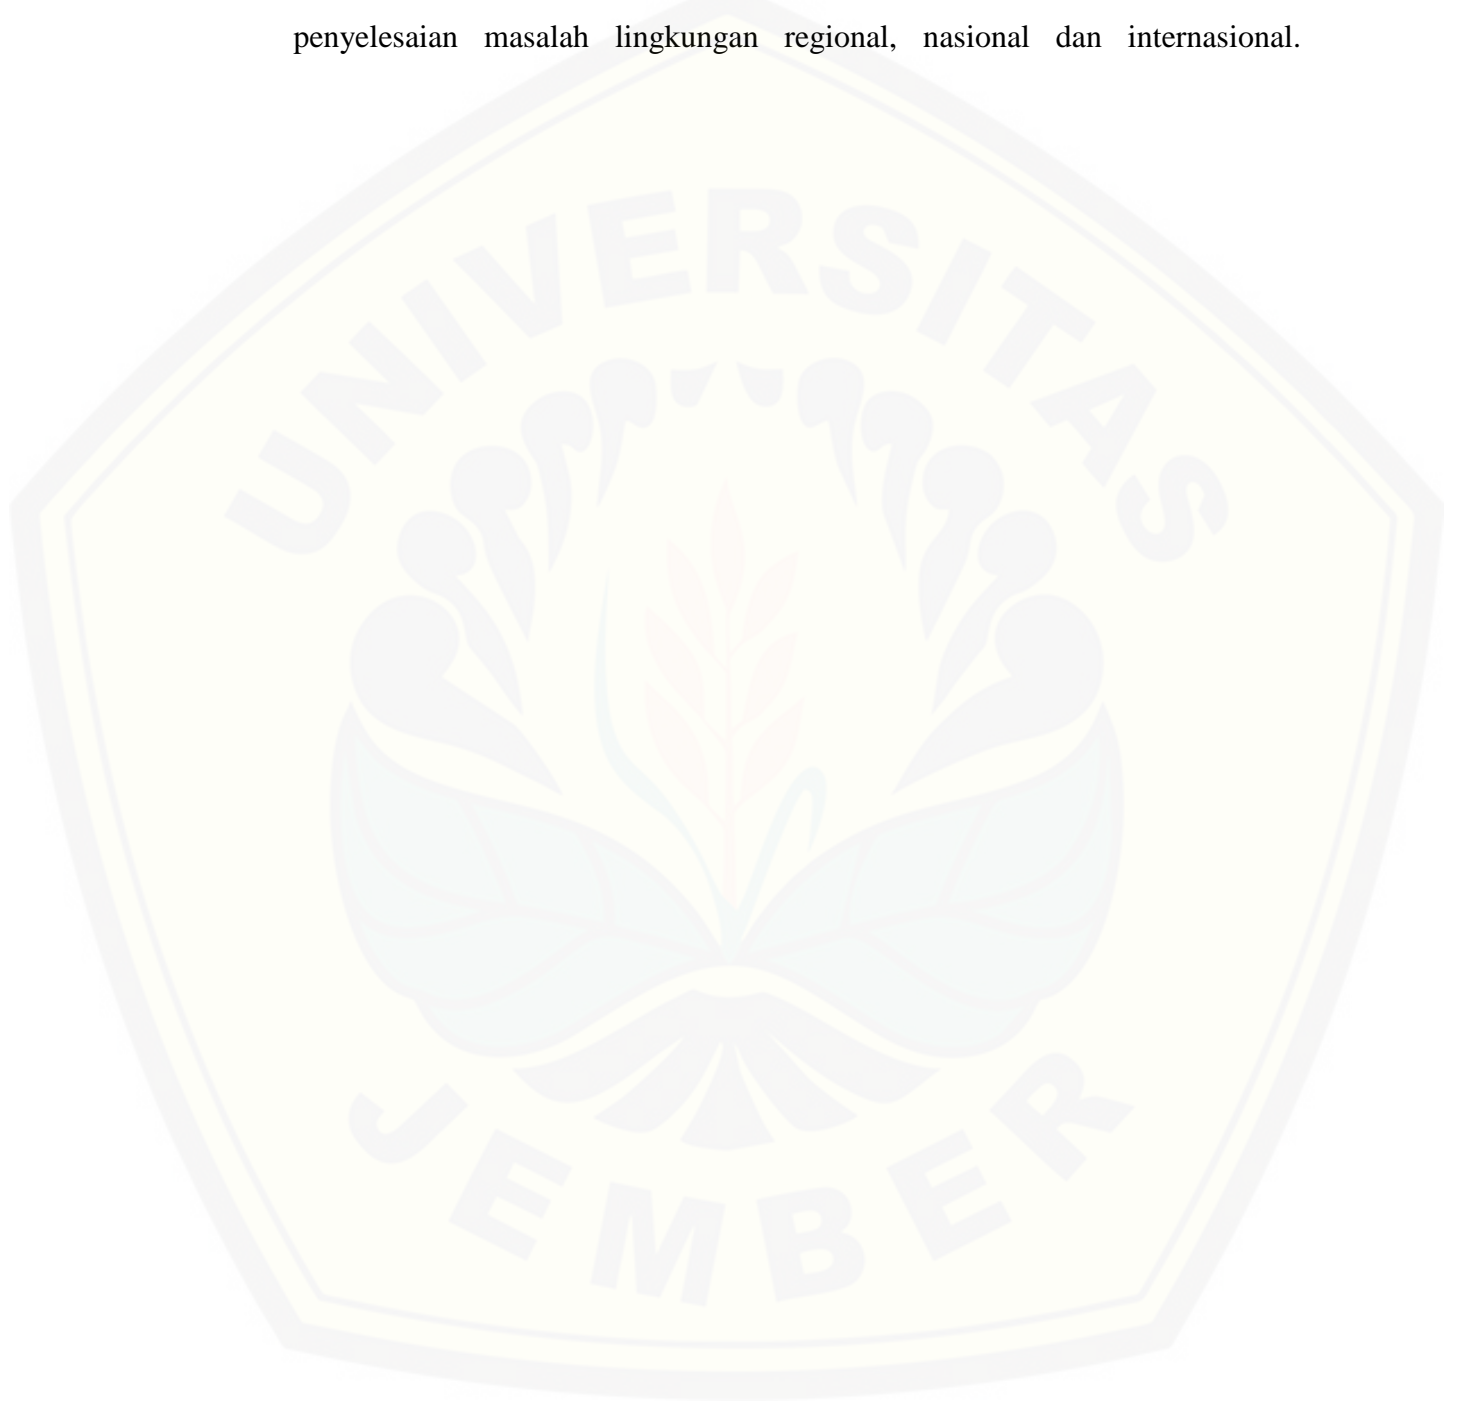 penyelesaian masalah lingkungan regional, nasional dan internasional.
UNIVERSITAS
JEMBER